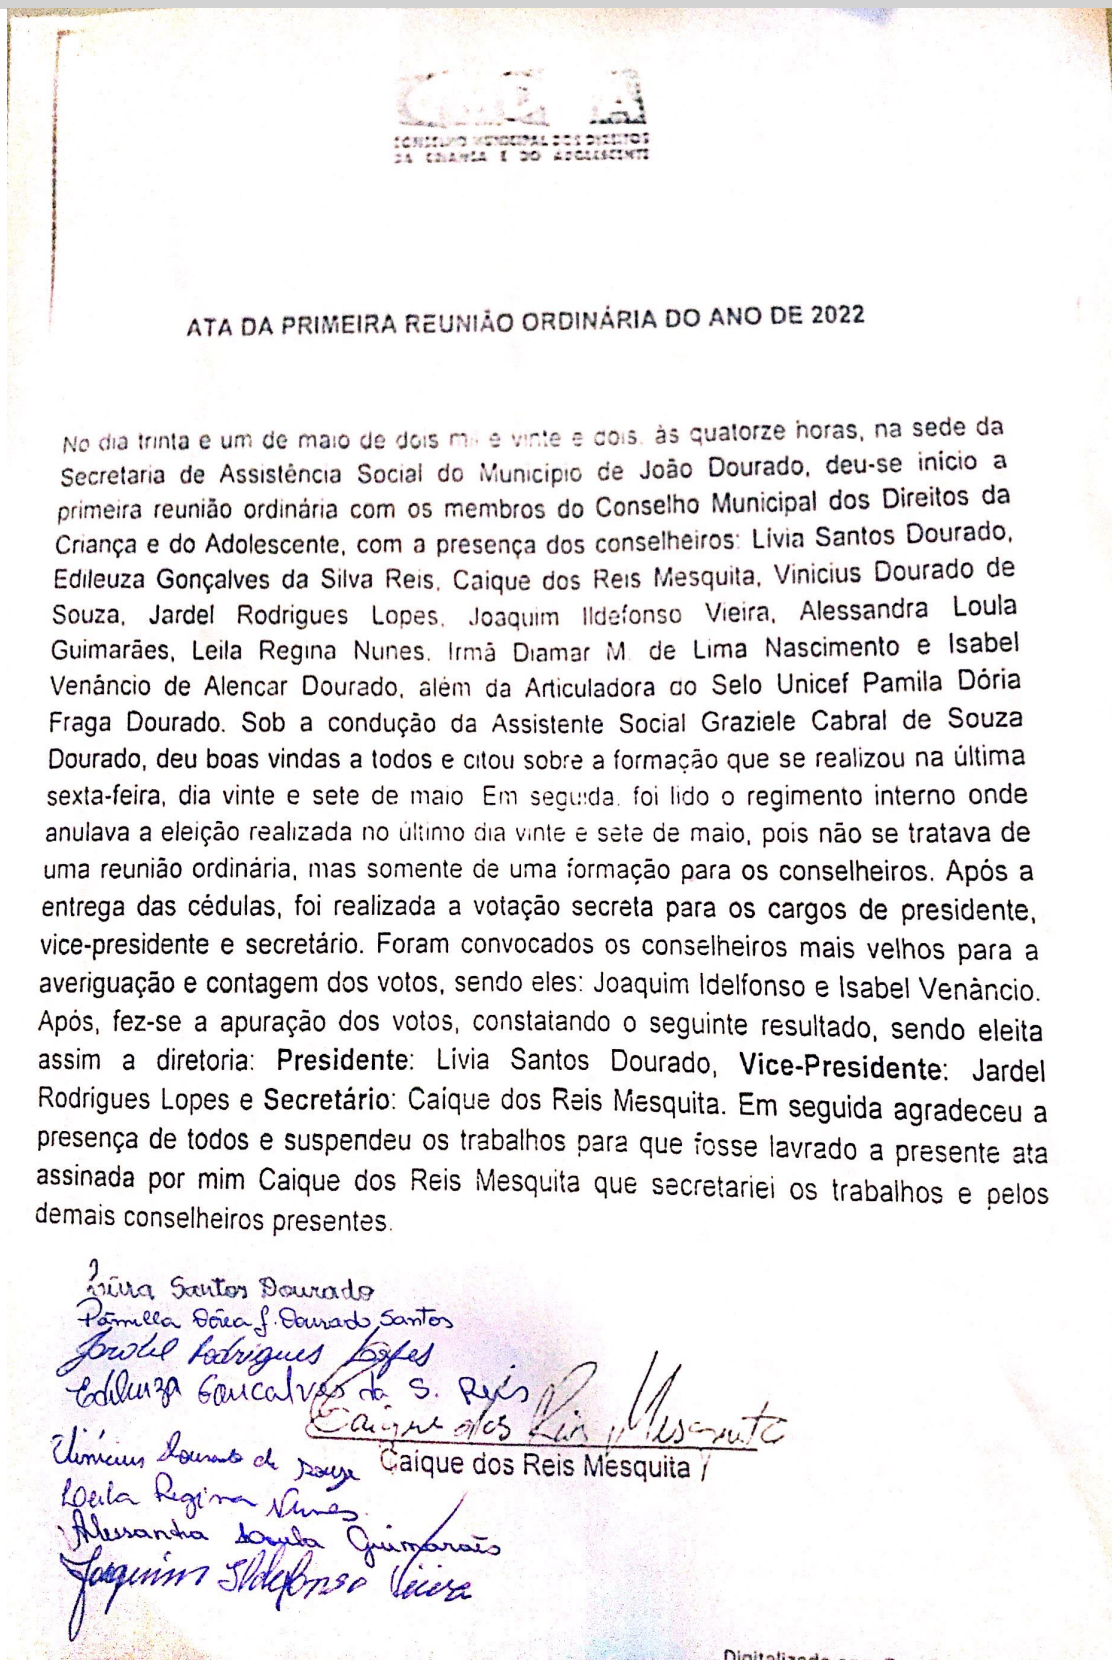 CMDCA
CONSELHO MUNICIPAL DOS DIREITOS
DA CRIANÇA E DO ADOLESCENTE
ATA DA PRIMEIRA REUNIÃO ORDINÁRIA DO ANO DE 2022
No dia trinta e um de maio de dois mil e vinte e dois, às quatorze horas, na sede da
Secretaria de Assistência Social do Município de João Dourado, deu-se início a
primeira reunião ordinária com os membros do Conselho Municipal dos Direitos da
Criança e do Adolescente, com a presença dos conselheiros: Lívia Santos Dourado,
Edileuza Gonçalves da Silva Reis, Caique dos Reis Mesquita, Vinicius Dourado de
Souza, Jardel Rodrigues Lopes, Joaquim Ildefonso Vieira, Alessandra Loula
Guimarães, Leila Regina Nunes, Irmã Diamar M. de Lima Nascimento e Isabel
Venâncio de Alencar Dourado, além da Articuladora do Selo Unicef Pamila Dória
Fraga Dourado. Sob a condução da Assistente Social Graziele Cabral de Souza
Dourado, deu boas vindas a todos e citou sobre a formação que se realizou na última
sexta-feira, dia vinte e sete de maio. Em seguida, foi lido o regimento interno onde
anulava a eleição realizada no último dia vinte e sete de maio, pois não se tratava de
uma reunião ordinária, mas somente de uma formação para os conselheiros. Após a
entrega das cédulas, foi realizada a votação secreta para os cargos de presidente,
vice-presidente e secretário. Foram convocados os conselheiros mais velhos para a
averiguação e contagem dos votos, sendo eles: Joaquim Idelfonso e Isabel Venâncio.
Após, fez-se a apuração dos votos, constatando o seguinte resultado, sendo eleita
assim a diretoria: Presidente: Lívia Santos Dourado, Vice-Presidente: Jardel
Rodrigues Lopes e Secretário: Caique dos Reis Mesquita. Em seguida agradeceu a
presença de todos e suspendeu os trabalhos para que fosse lavrado a presente ata
assinada por mim Caique dos Reis Mesquita que secretariei os trabalhos e pelos
demais conselheiros presentes.
Lívia Santos Dourado
Pâmilla Dórea F. Dourado Santos
Jardel Rodrigues Lopes
Edileuza Goncalves da S. Reis
Caique dos Reis Mesquita
Vinicius Dourado de Souza
Caique dos Reis Mesquita
Leila Regina Nunes
Alessandra Loula Guimarães
Joaquim Ildefonso Vieira